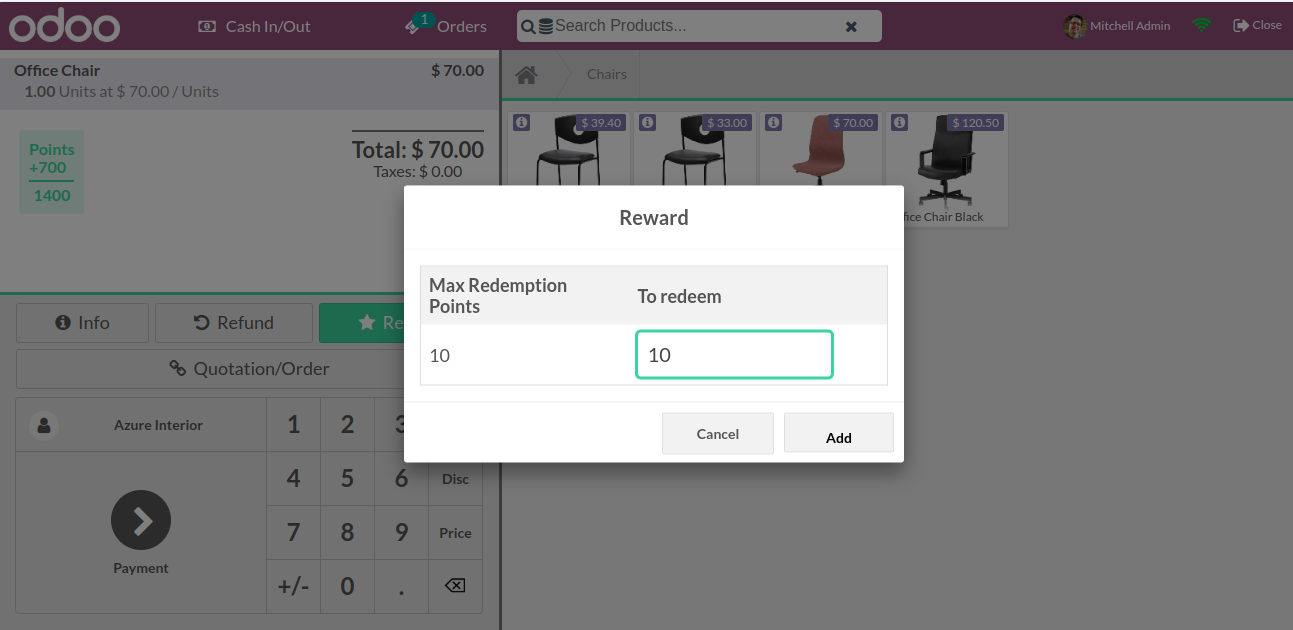 odoo
Cash In/Out
1
Orders
Search Products...
Mitchell Admin
Close
Office Chair
$ 70.00
1.00 Units at $ 70.00 / Units
Points
+700
1400
Total: $ 70.00
Taxes: $ 0.00
Chairs
$ 39.40
$ 33.00
$ 70.00
$ 120.50
fice Chair Black
Reward
Max Redemption
Points
To redeem
10
10
Cancel
Add
Info
Refund
Re
Quotation/Order
Azure Interior
1
2
3
4
5
6
Disc
7
8
9
Price
+/-
0
.
Payment